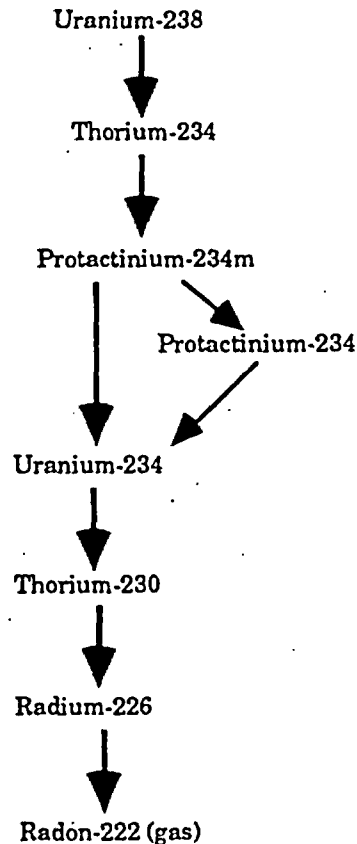 Uranium-238
Thorium-234
Protactinium-234m
Protactinium-234
Uranium-234
Thorium-230
Radium-226
Radon-222 (gas)